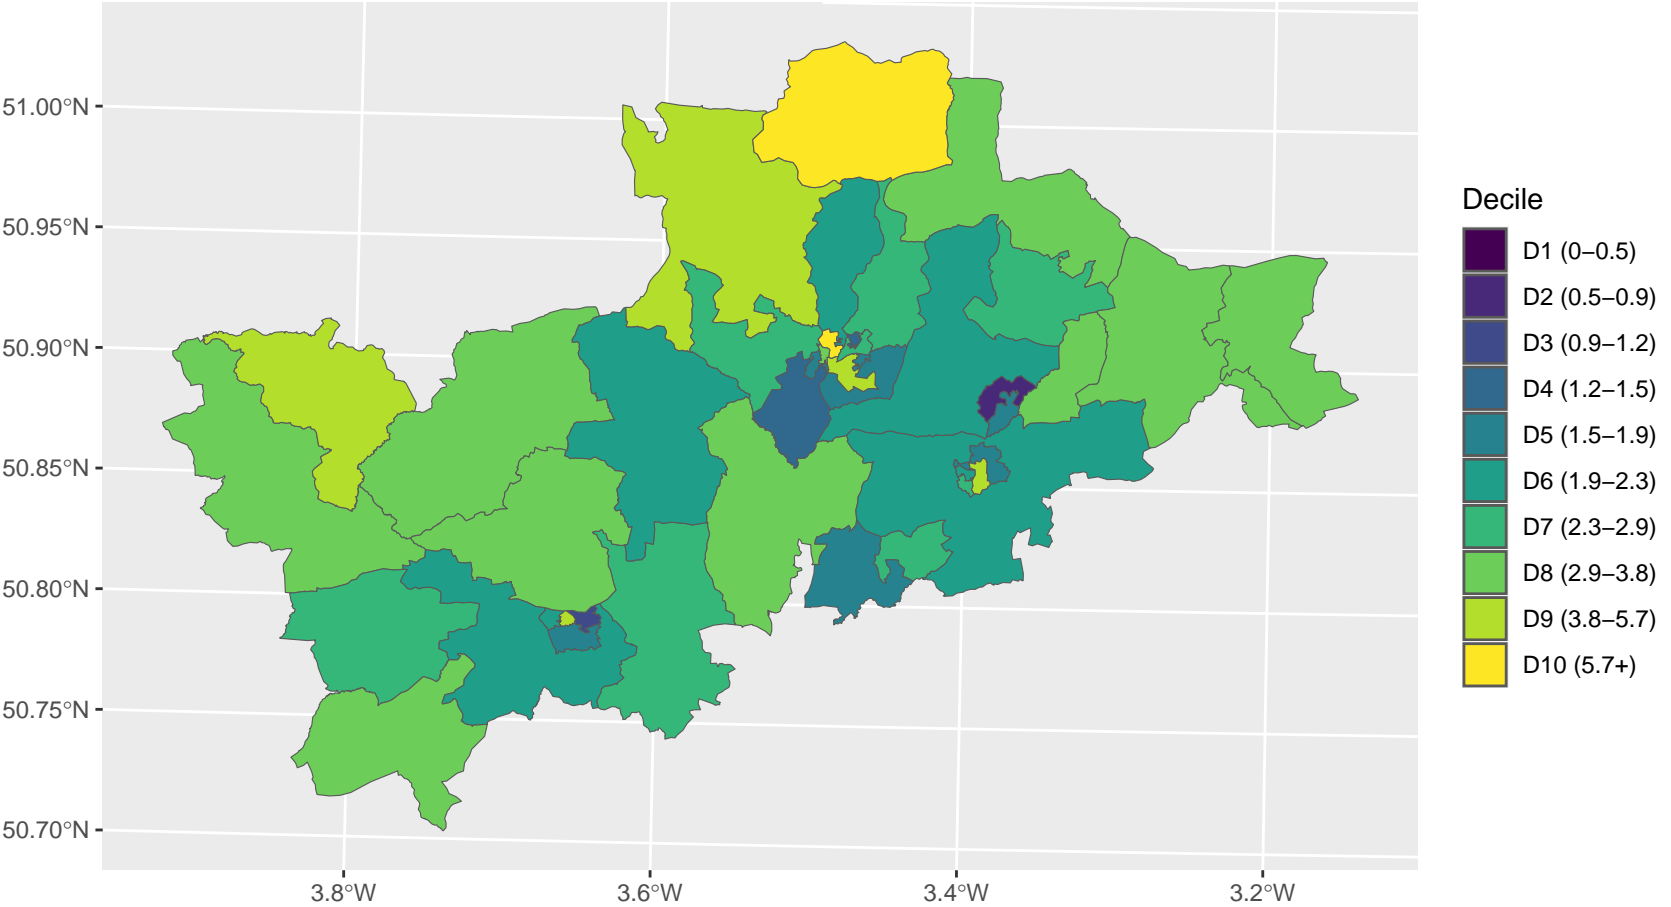 51.00°N
50.95°N
50.90°N
50.85°N
50.80°N
50.75°N
50.70°N
3.8°W
3.6°W
3.4°W
3.2°W
Decile
D1 (0–0.5)
D2 (0.5–0.9)
D3 (0.9–1.2)
D4 (1.2–1.5)
D5 (1.5–1.9)
D6 (1.9–2.3)
D7 (2.3–2.9)
D8 (2.9–3.8)
D9 (3.8–5.7)
D10 (5.7+)